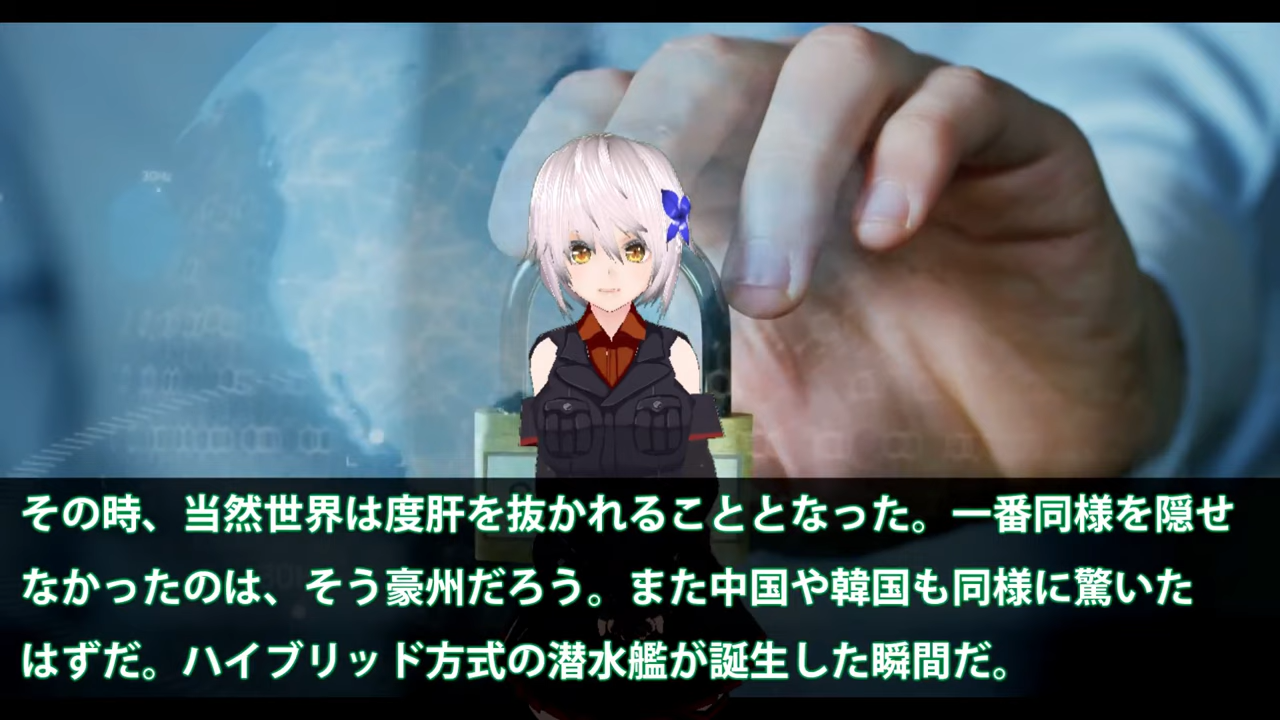 その時、当然世界は度肝を抜かれることとなった。一番同様を隠せ
なかったのは、そう豪州だろう。また中国や韓国も同様に驚いた
はずだ。ハイブリッド方式の潜水艦が誕生した瞬間だ。